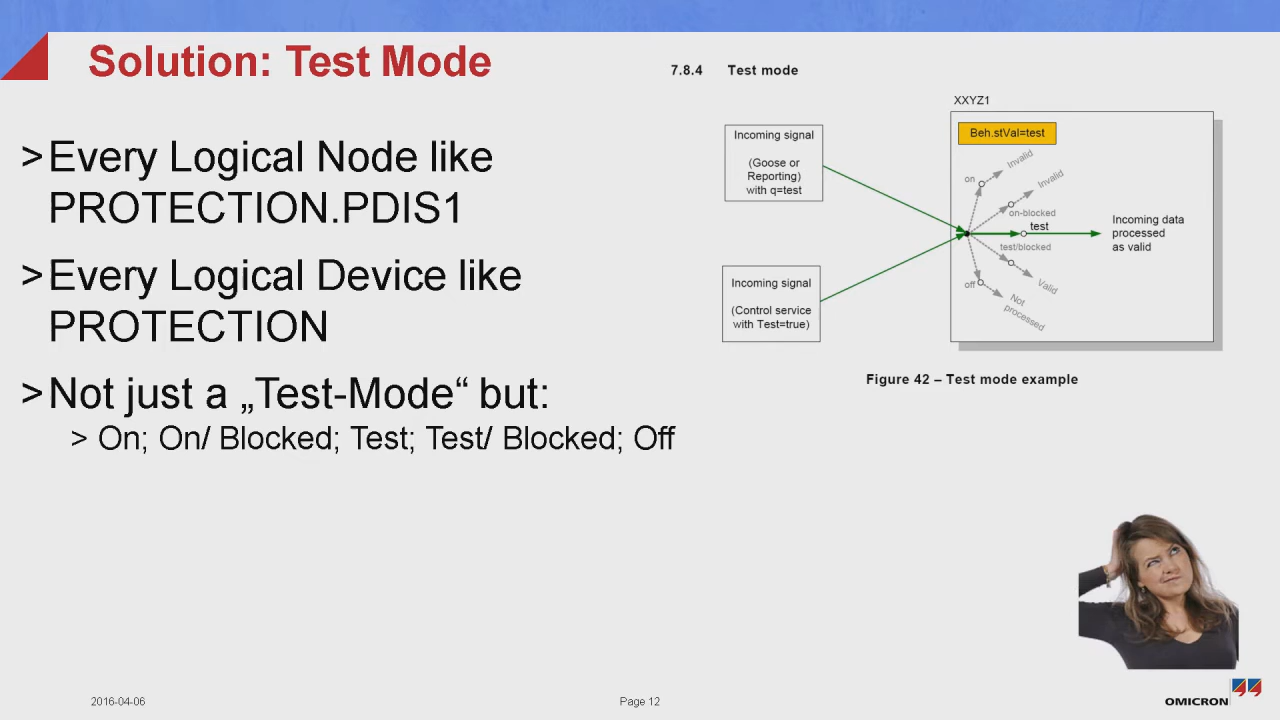 Solution: Test Mode
>Every Logical Node like
PROTECTION.PDIS1
>Every Logical Device like
PROTECTION
>Not just a „Test-Mode“ but:
> On; On/ Blocked; Test; Test/ Blocked; Off
7.8.4 Test mode
XXYZ1
Beh.stVal=test
Incoming signal
(Goose or
Reporting)
with q=test
Incoming signal
(Control service
with Test=true)
on
Invalid
Invalid
on-blocked
test
test/blocked
Valid
off
Not
processed
Incoming data
processed
as valid
Figure 42 – Test mode example
2016-04-06
Page 12
OMICRON